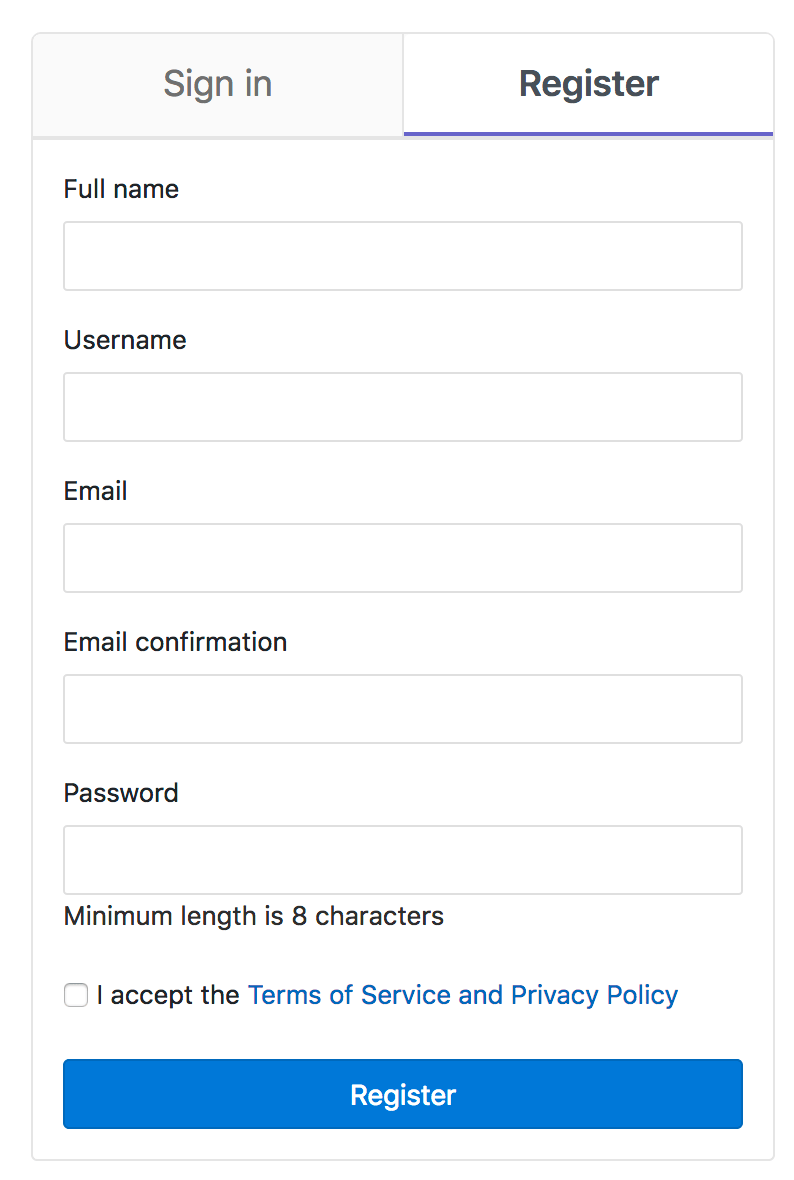 Sign in
Register
Full name
Username
Email
Email confirmation
Password
Minimum length is 8 characters
I accept the Terms of Service and Privacy Policy
Register